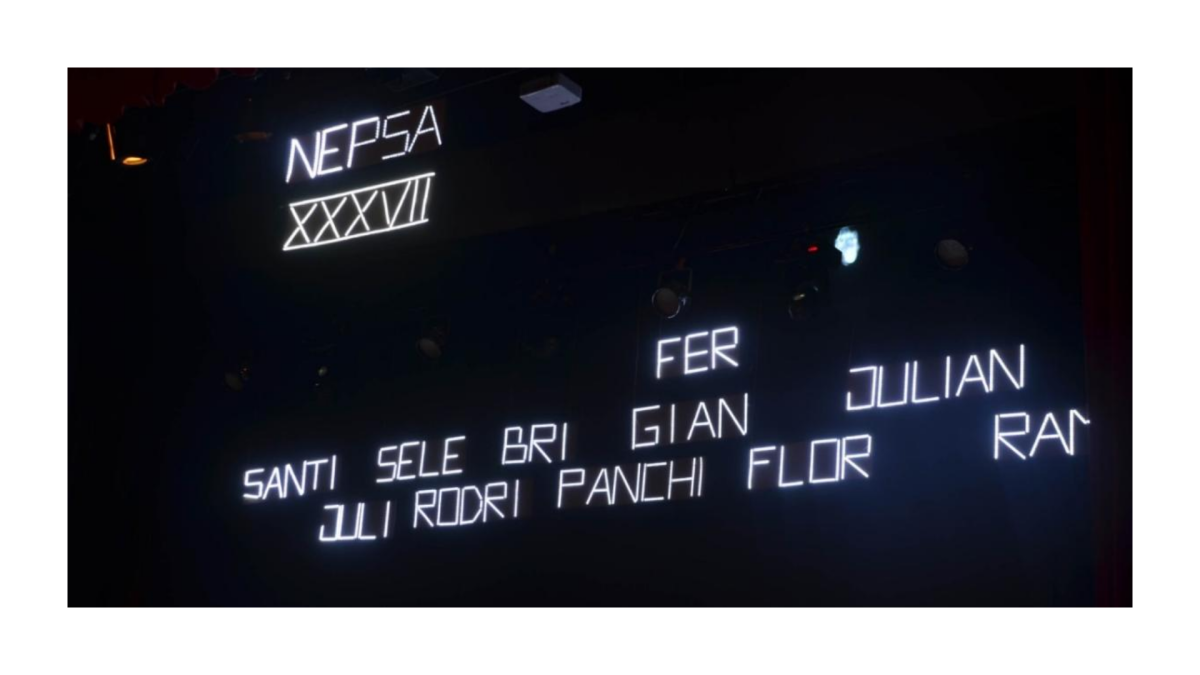 NEPSA
XXXVII
FER
JULIAN
SANTI SELE BRI GIAN
JULI RODRI PANCHI FLOR